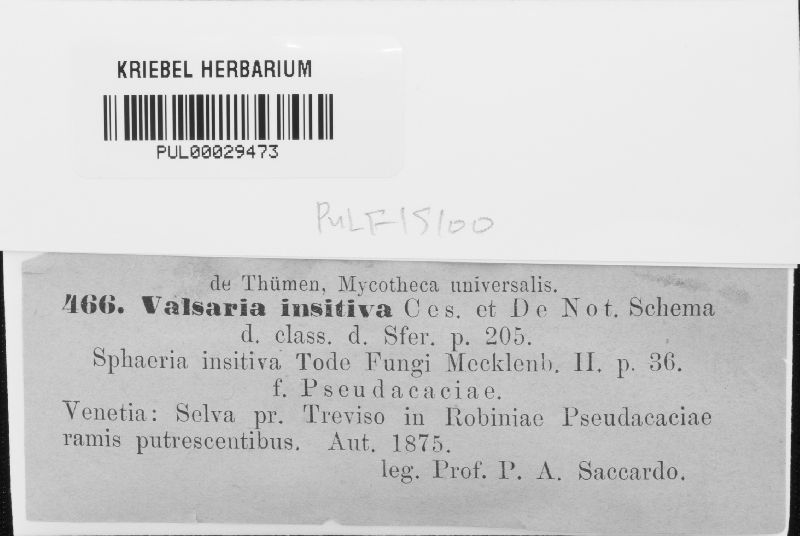 KRIEBEL HERBARIUM
PUL00029473
PULF15100
de Thümen, Mycotheca universalis.
466. Valsaria insitiva Ces. et De Not. Schema
d. class. d. Sfer. p. 205.
Sphaeria insitiva Tode Fungi Mecklenb. II. p. 36.
f. Pseudacaciae.
Venetia: Selva pr. Treviso in Robiniae Pseudacaciae
ramis putrescentibus. Aut. 1875.
leg. Prof. P. A. Saccardo.